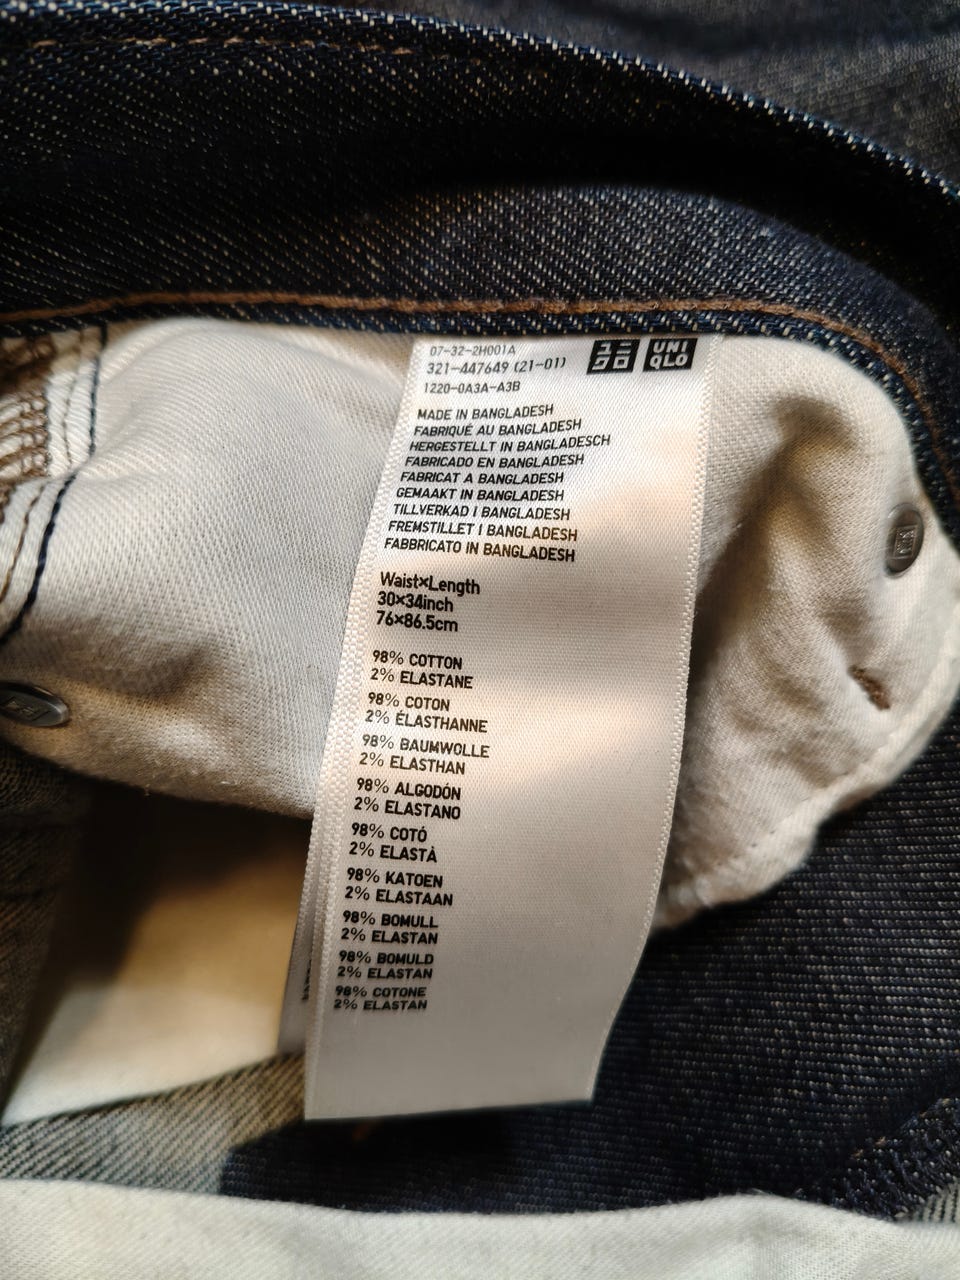 07-32-2H001A
321-447649 (21-01)
1220-0A3A-A3B
ユニ
クロ
UNI
QLO
MADE IN BANGLADESH
FABRIQUÉ AU BANGLADESH
HERGESTELLT IN BANGLADESCH
FABRICADO EN BANGLADESH
FABRICAT A BANGLADESH
GEMAAKT IN BANGLADESH
TILLVERKAD I BANGLADESH
FREMSTILLET I BANGLADESH
FABBRICATO IN BANGLADESH
Waist×Length
30×34inch
76×86.5cm
98% COTTON
2% ELASTANE
98% COTON
2% ÉLASTHANNE
98% BAUMWOLLE
2% ELASTHAN
98% ALGODÓN
2% ELASTANO
98% COTÓ
2% ELASTÀ
98% KATOEN
2% ELASTAAN
98% BOMULL
2% ELASTAN
98% BOMULD
2% ELASTAN
98% COTONE
2% ELASTAN